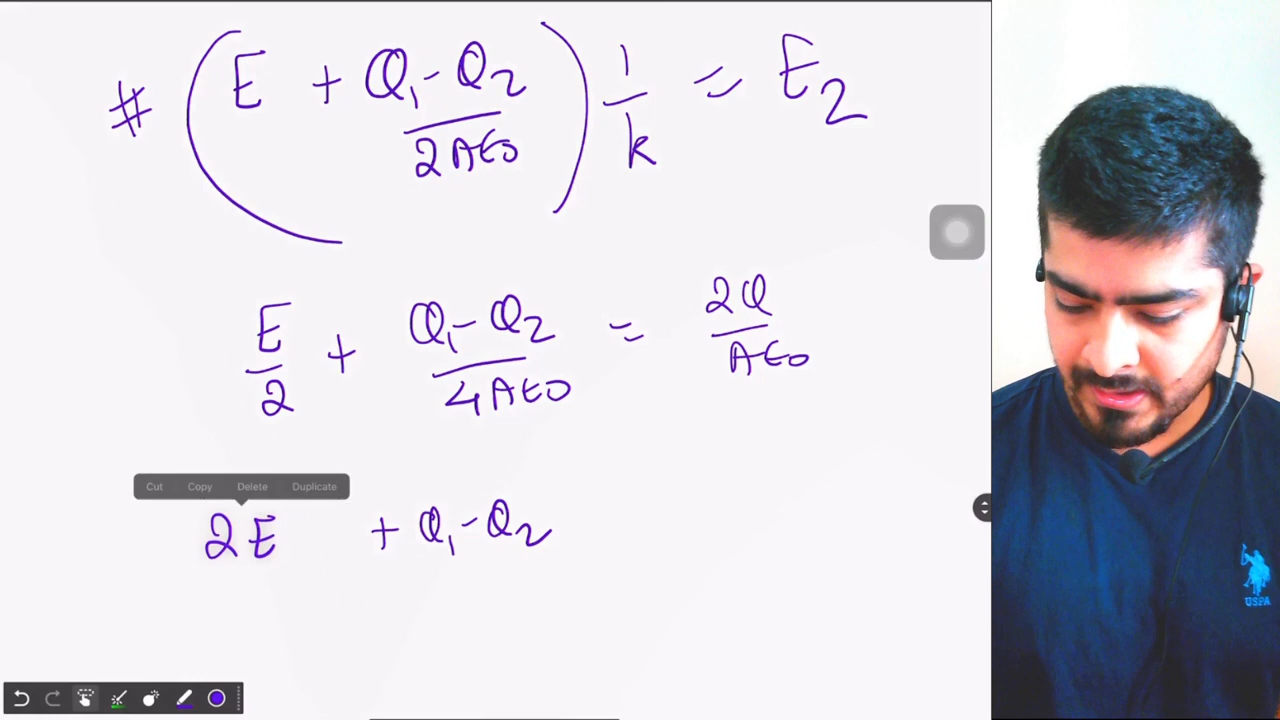 # (E + Q₁ - Q₂ / 2Aε₀) 1/k = E₂
E/2 + Q₁ - Q₂ / 4Aε₀ = 2Q / Aε₀
Cut Copy Delete Duplicate
2E + Q₁ - Q₂
USPA